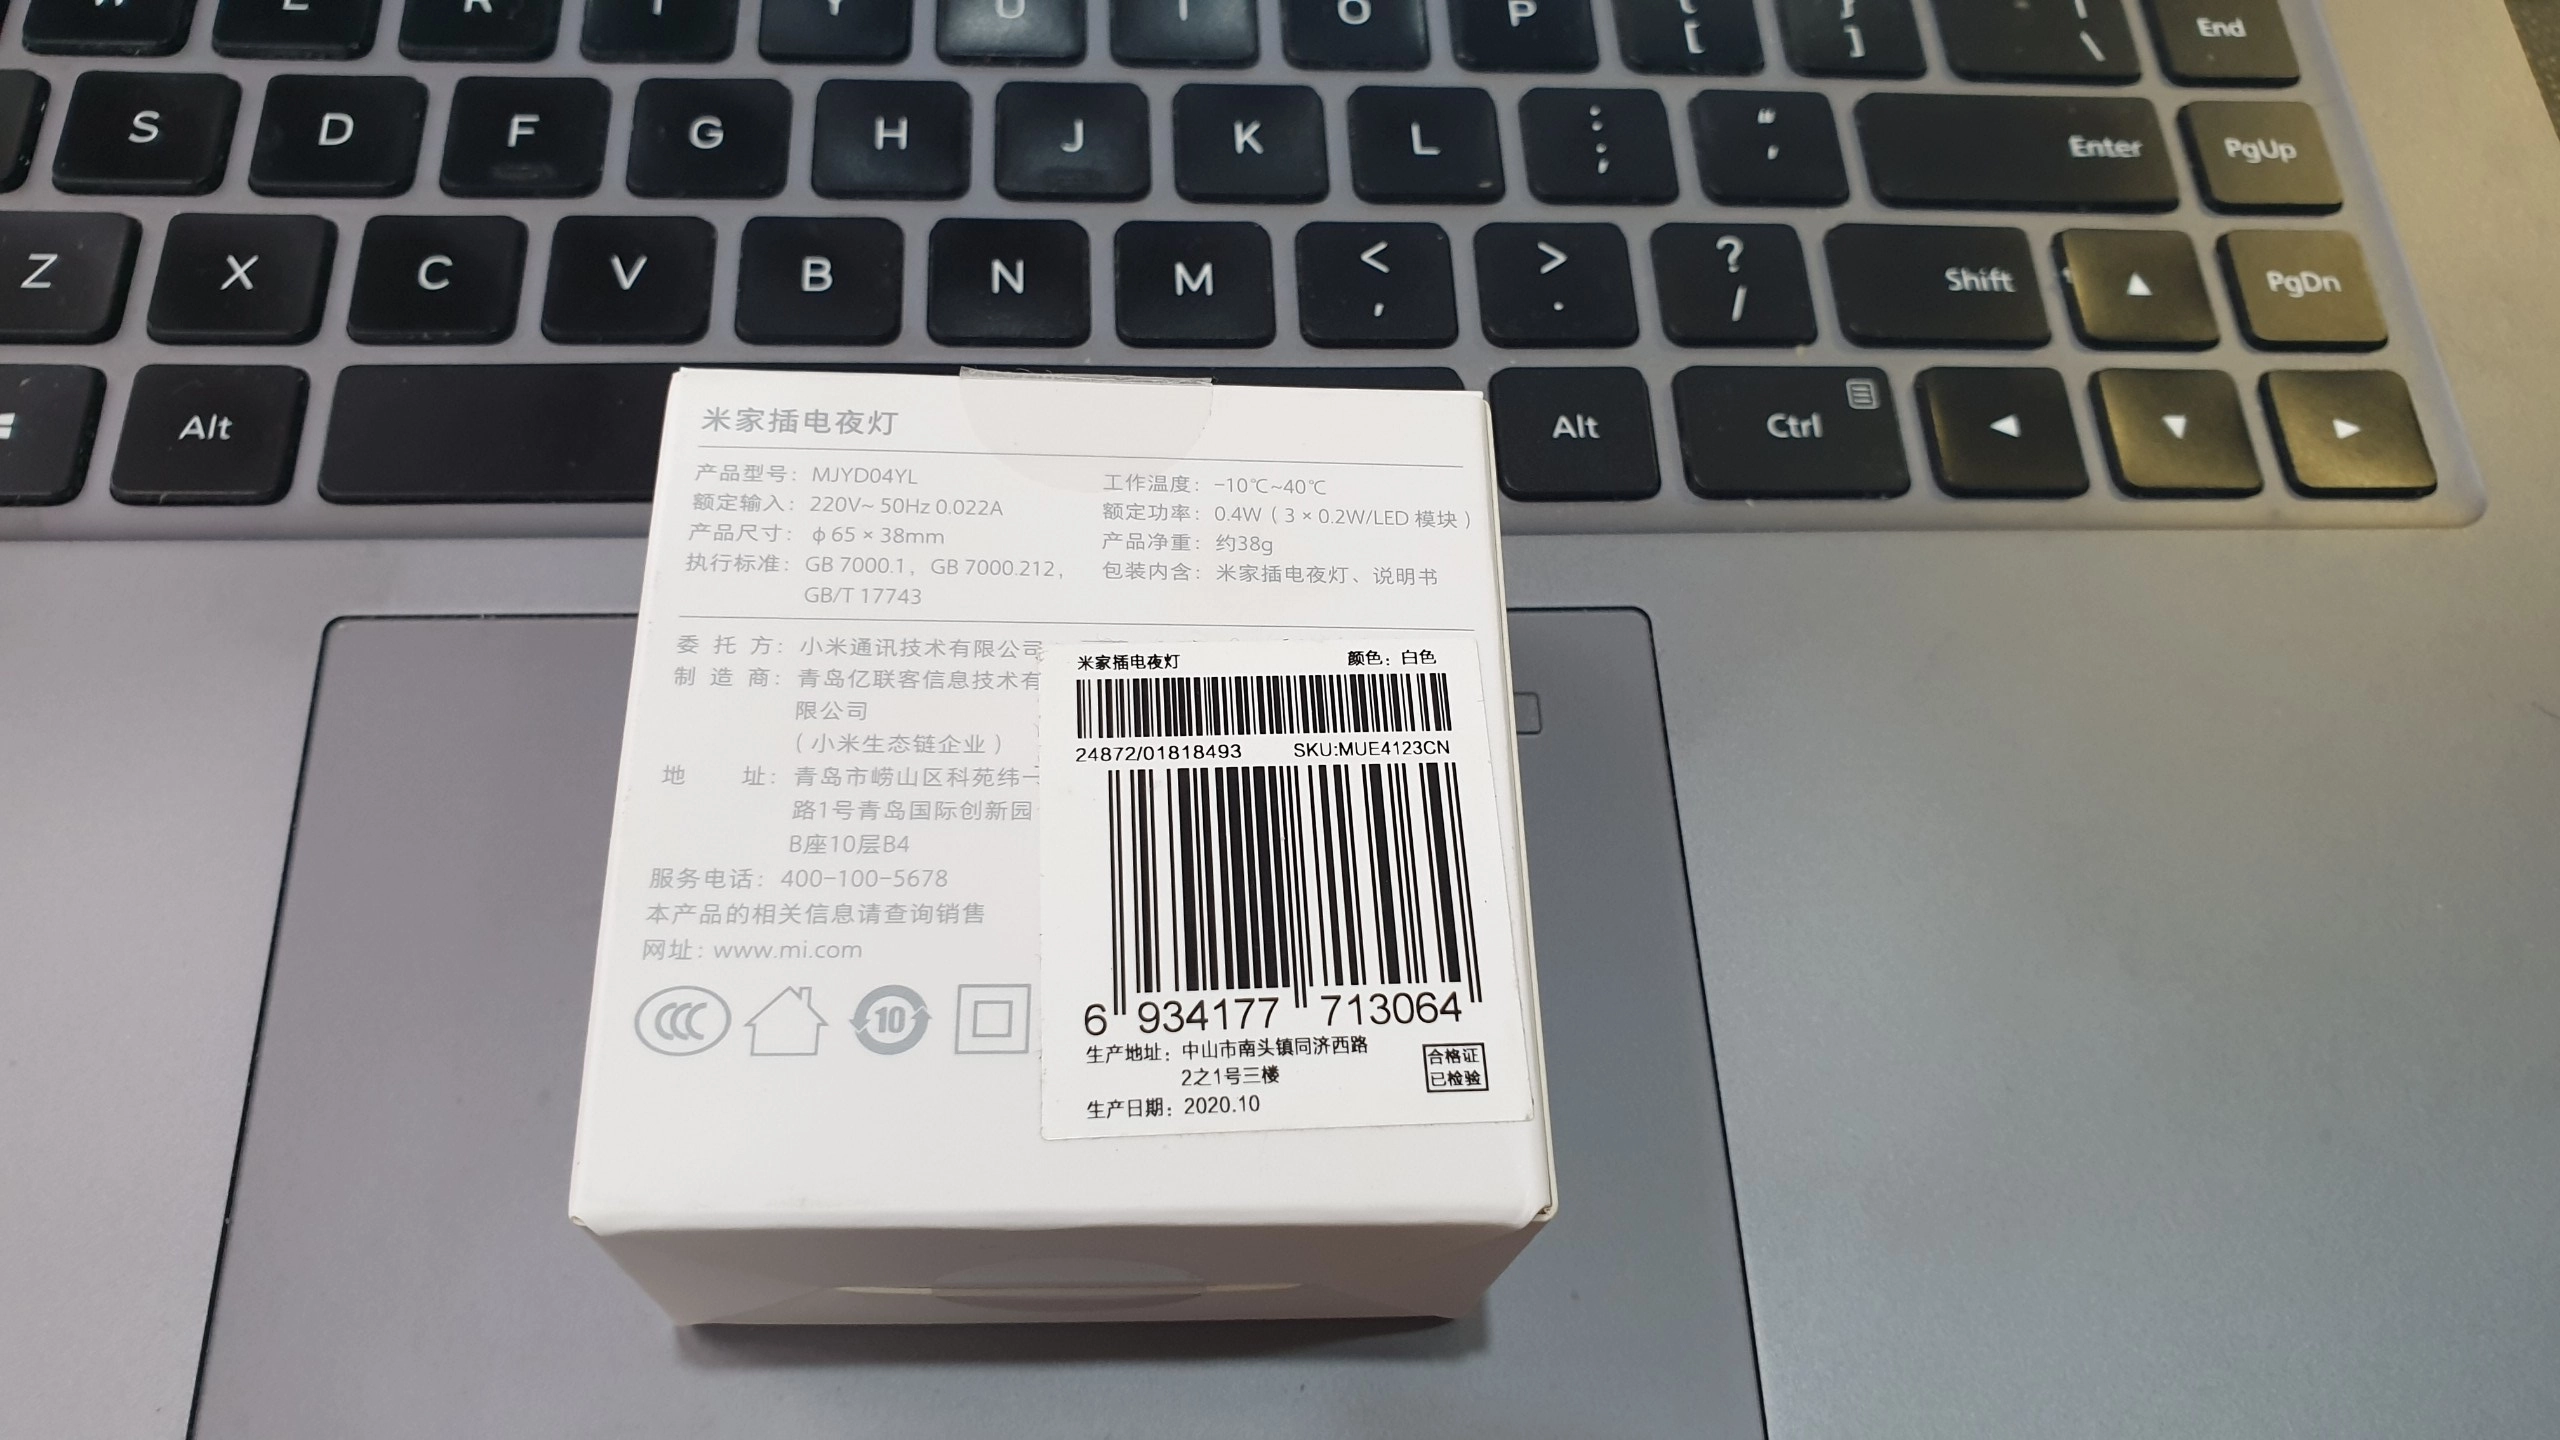 U
O
P
[
]
\
End
S
D
F
G
H
J
K
L
: ;
" '
Enter
PgUp
Z
X
C
V
B
N
M
< ,
> .
? /
Shift
PgDn
Alt
Alt
Ctrl
米家插电夜灯
产品型号：MJYD04YL
额定输入：220V~ 50Hz 0.022A
产品尺寸：φ65×38mm
执行标准：GB 7000.1，GB 7000.212，
GB/T 17743
工作温度：-10℃~40℃
额定功率：0.4W（3×0.2W/LED 模块）
产品净重：约38g
包装内含：米家插电夜灯、说明书
委托方：小米通讯技术有限公司
制造商：青岛亿联客信息技术有
限公司
（小米生态链企业）
地址：青岛市崂山区科苑纬一
路1号青岛国际创新园
B座10层B4
服务电话：400-100-5678
本产品的相关信息请查询销售
网址：www.mi.com
CCC
10
米家插电夜灯 颜色：白色
24872/01818493 SKU:MUE4123CN
6 934177 713064
生产地址：中山市南头镇同济西路
2之1号三楼
生产日期：2020.10
合格证
已检验